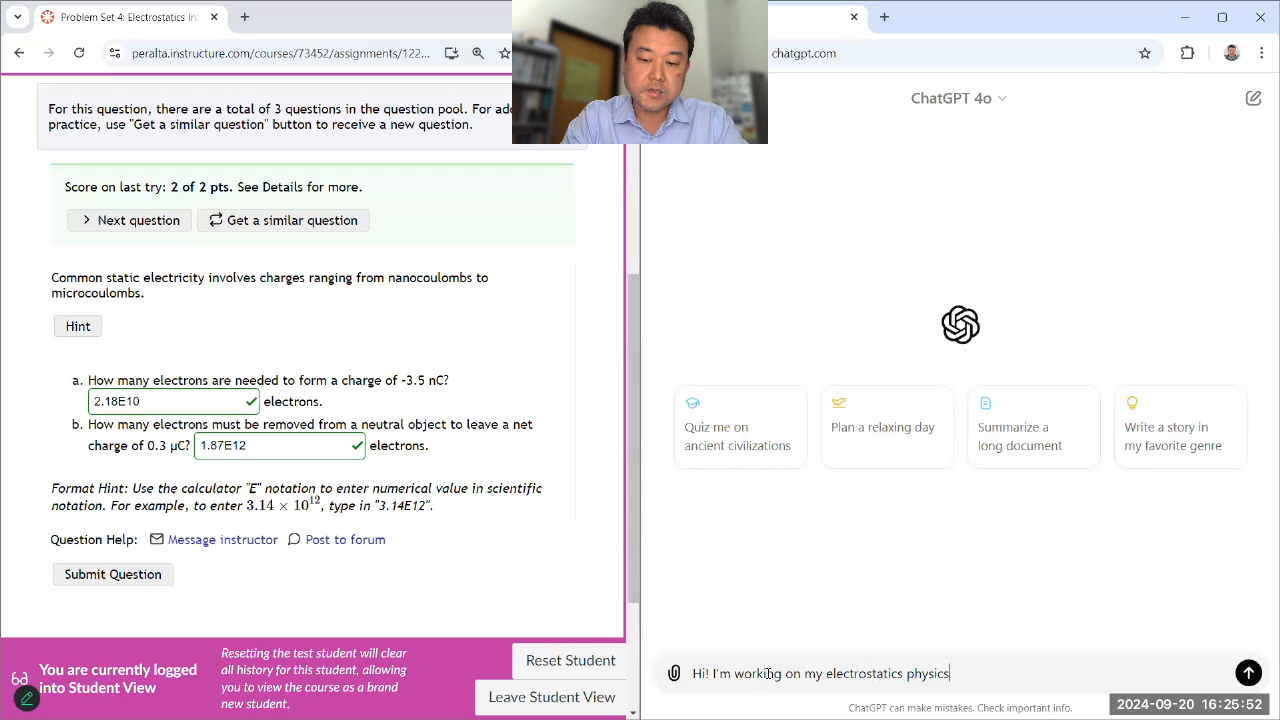 Problem Set 4: Electrostatics In
peralta.instructure.com/courses/73452/assignments/122...
chatgpt.com
For this question, there are a total of 3 questions in the question pool. For
practice, use "Get a similar question" button to receive a new question.
Score on last try: 2 of 2 pts. See Details for more.
Next question
Get a similar question
Common static electricity involves charges ranging from nanocoulombs to
microcoulombs.
Hint
a. How many electrons are needed to form a charge of -3.5 nC?
2.18E10 electrons.
b. How many electrons must be removed from a neutral object to leave a net
charge of 0.3 μC? 1.87E12 electrons.
Format Hint: Use the calculator "E" notation to enter numerical value in scientific
notation. For example, to enter 3.14 × 10¹², type in "3.14E12".
Question Help: Message instructor Post to forum
Submit Question
You are currently logged
into Student View
Resetting the test student will clear
all history for this student, allowing
you to view the course as a brand
new student.
Reset Student
Leave Student View
ChatGPT 4o
Quiz me on
ancient civilizations
Plan a relaxing day
Summarize a
long document
Write a story in
my favorite genre
Hi! I'm working on my electrostatics physics
ChatGPT can make mistakes. Check important info.
2024-09-20 16:25:52